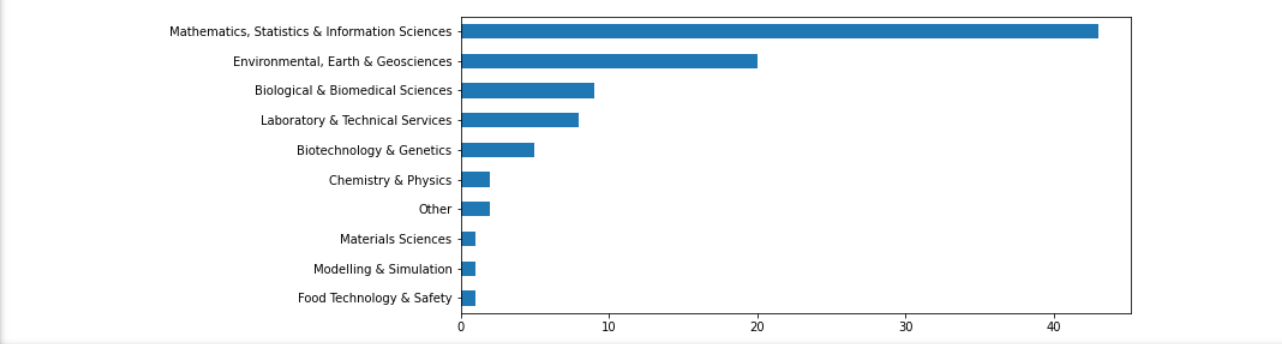 Mathematics, Statistics & Information Sciences
Environmental, Earth & Geosciences
Biological & Biomedical Sciences
Laboratory & Technical Services
Biotechnology & Genetics
Chemistry & Physics
Other
Materials Sciences
Modelling & Simulation
Food Technology & Safety
0 10 20 30 40